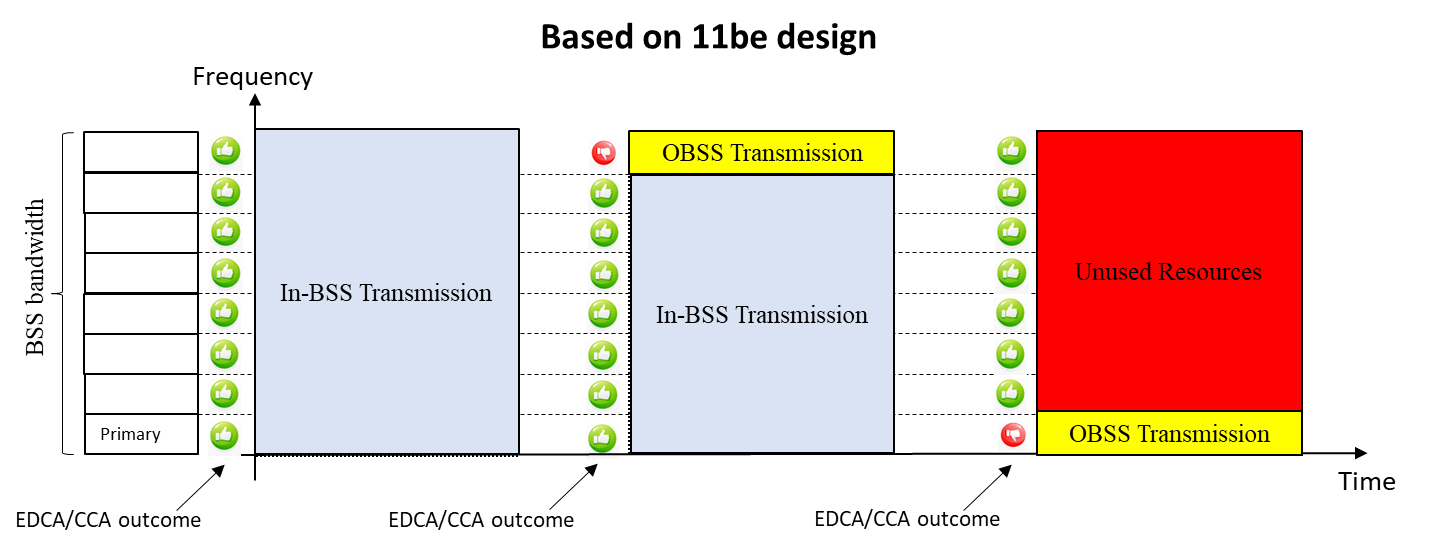 Based on 11be design
Frequency
BSS bandwidth
Primary
In-BSS Transmission
OBSS Transmission
In-BSS Transmission
Unused Resources
OBSS Transmission
Time
EDCA/CCA outcome
EDCA/CCA outcome
EDCA/CCA outcome